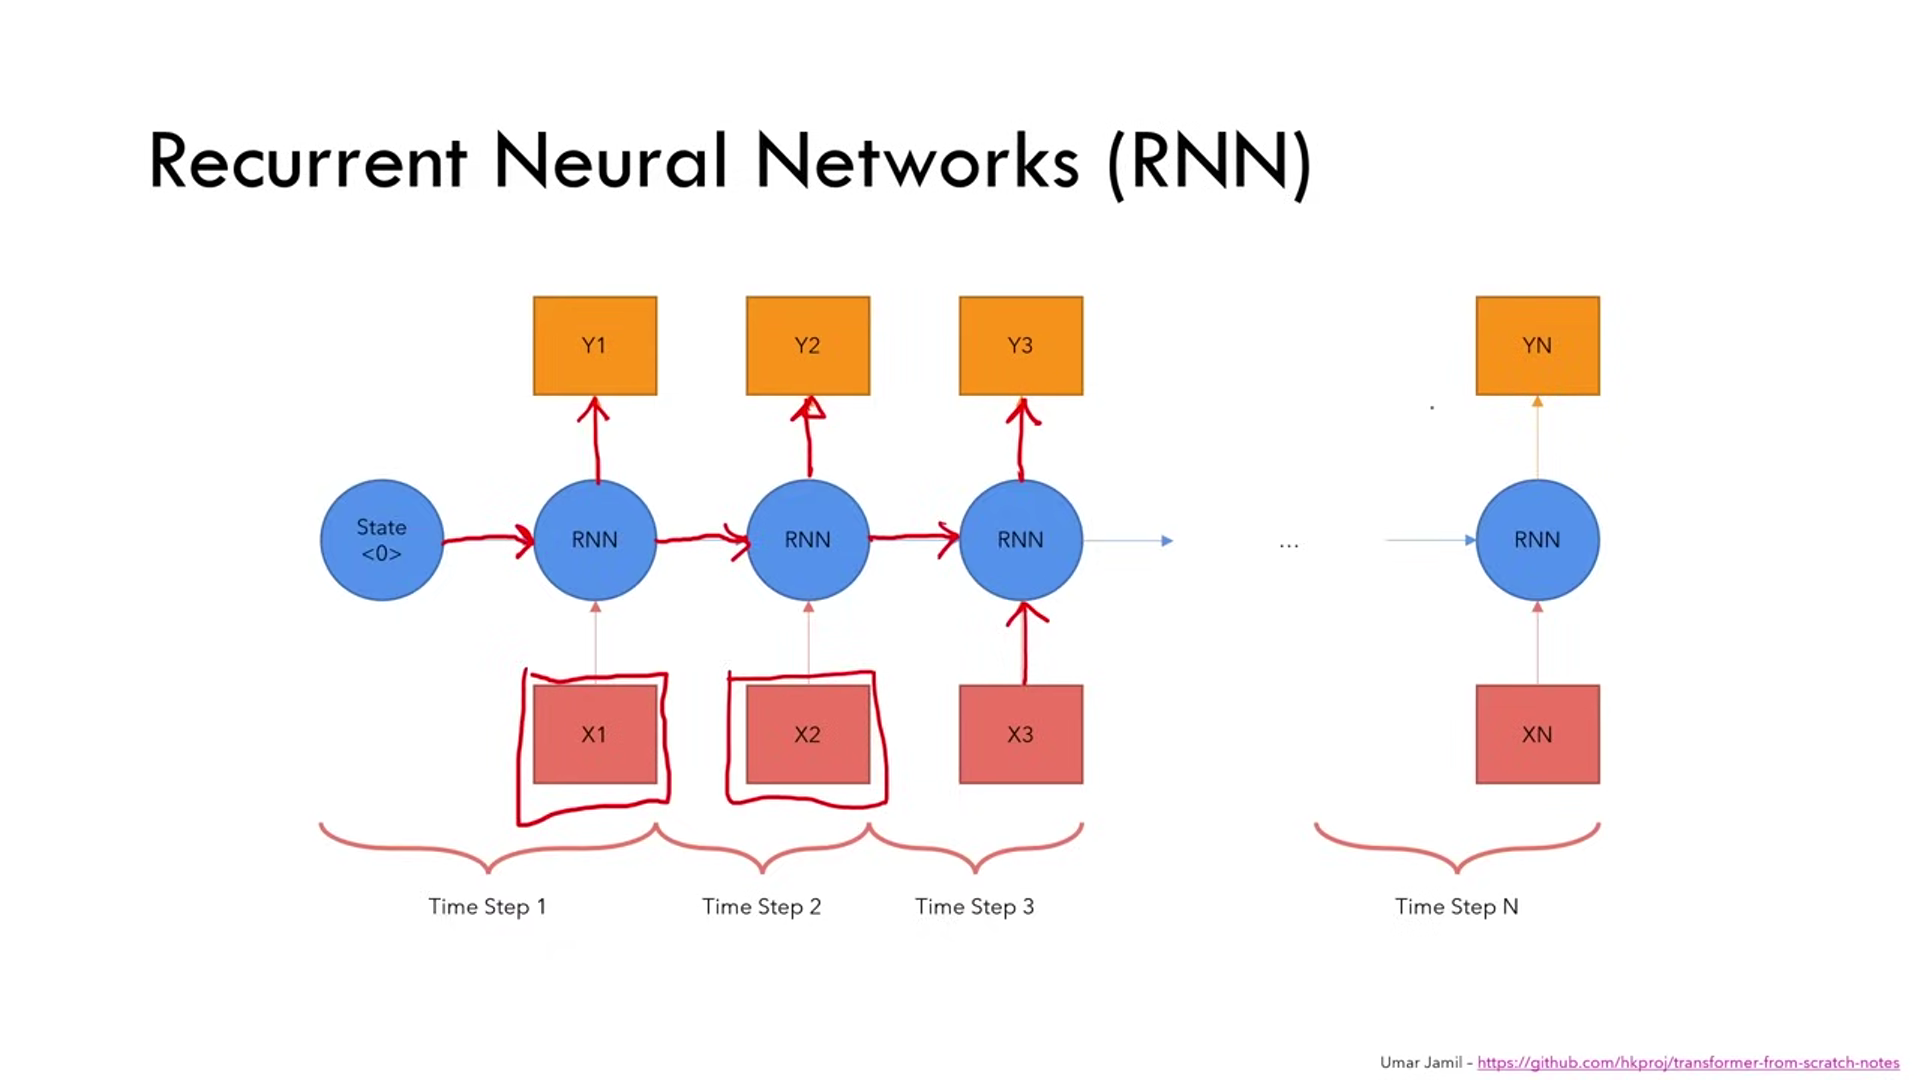 Recurrent Neural Networks (RNN)
Y1
Y2
Y3
YN
State
<0>
RNN
RNN
RNN
...
RNN
X1
X2
X3
XN
Time Step 1
Time Step 2
Time Step 3
Time Step N
Umar Jamil – https://github.com/hkproj/transformer-from-scratch-notes